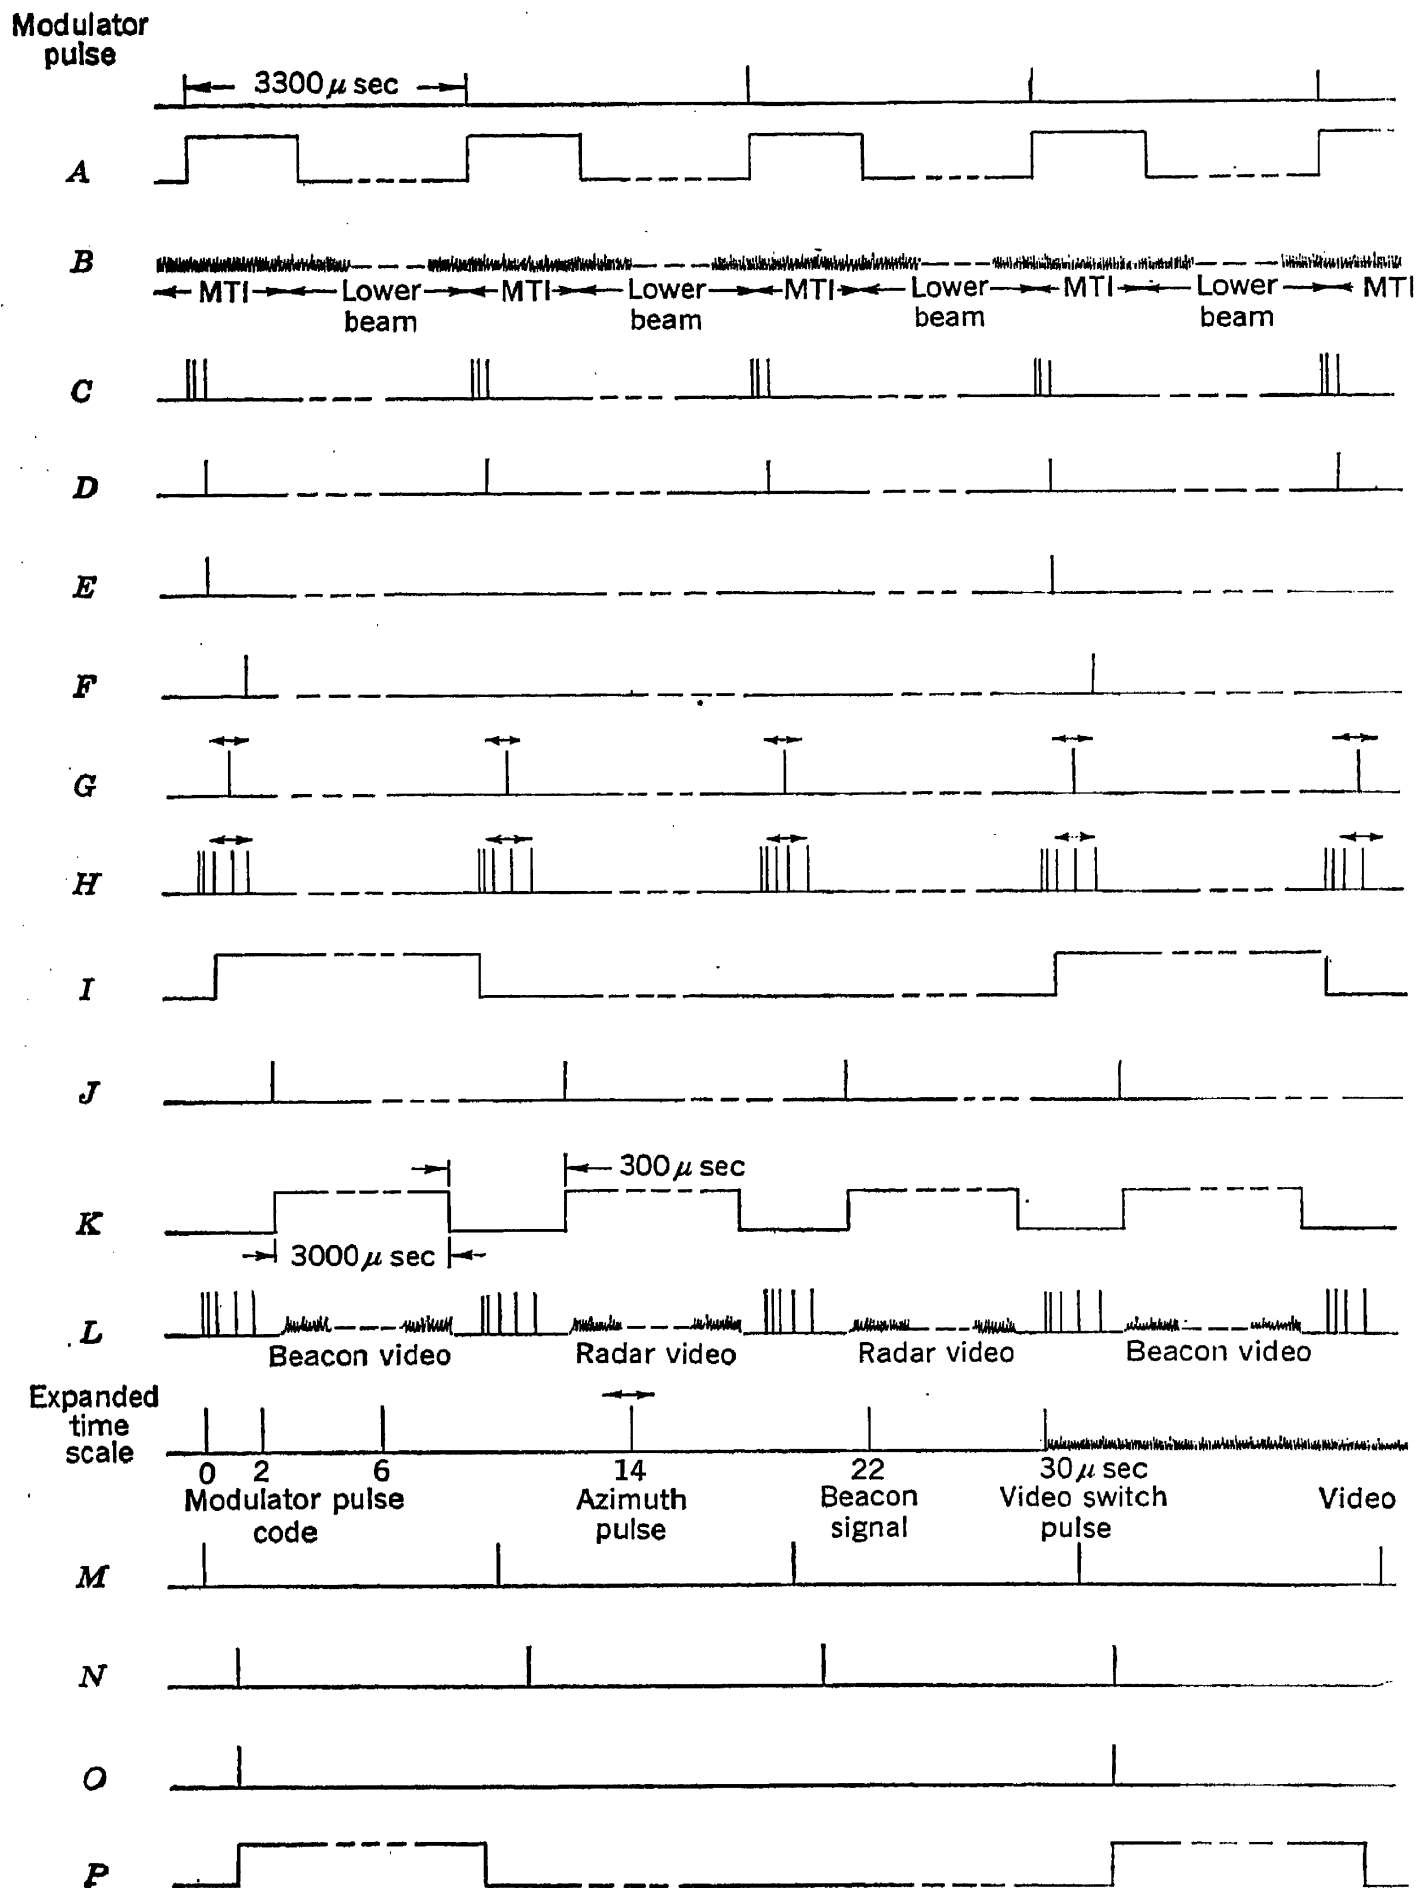 Modulator
pulse
3300 μ sec
A
B
MTI Lower MTI Lower MTI Lower MTI Lower MTI
beam beam beam beam
C
D
E
F
G
H
I
J
300 μ sec
K
3000 μ sec
L
Beacon video Radar video Radar video Beacon video
Expanded
time
scale
0 2 6 14 22 30 μ sec
Modulator pulse Azimuth Beacon Video switch Video
code pulse signal pulse
M
N
O
P